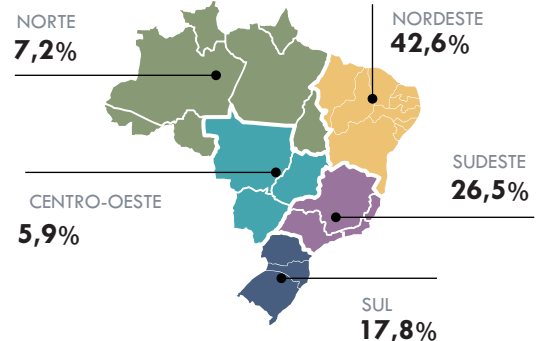 NORTE
7,2%
NORDESTE
42,6%
SUDESTE
26,5%
CENTRO-OESTE
5,9%
SUL
17,8%